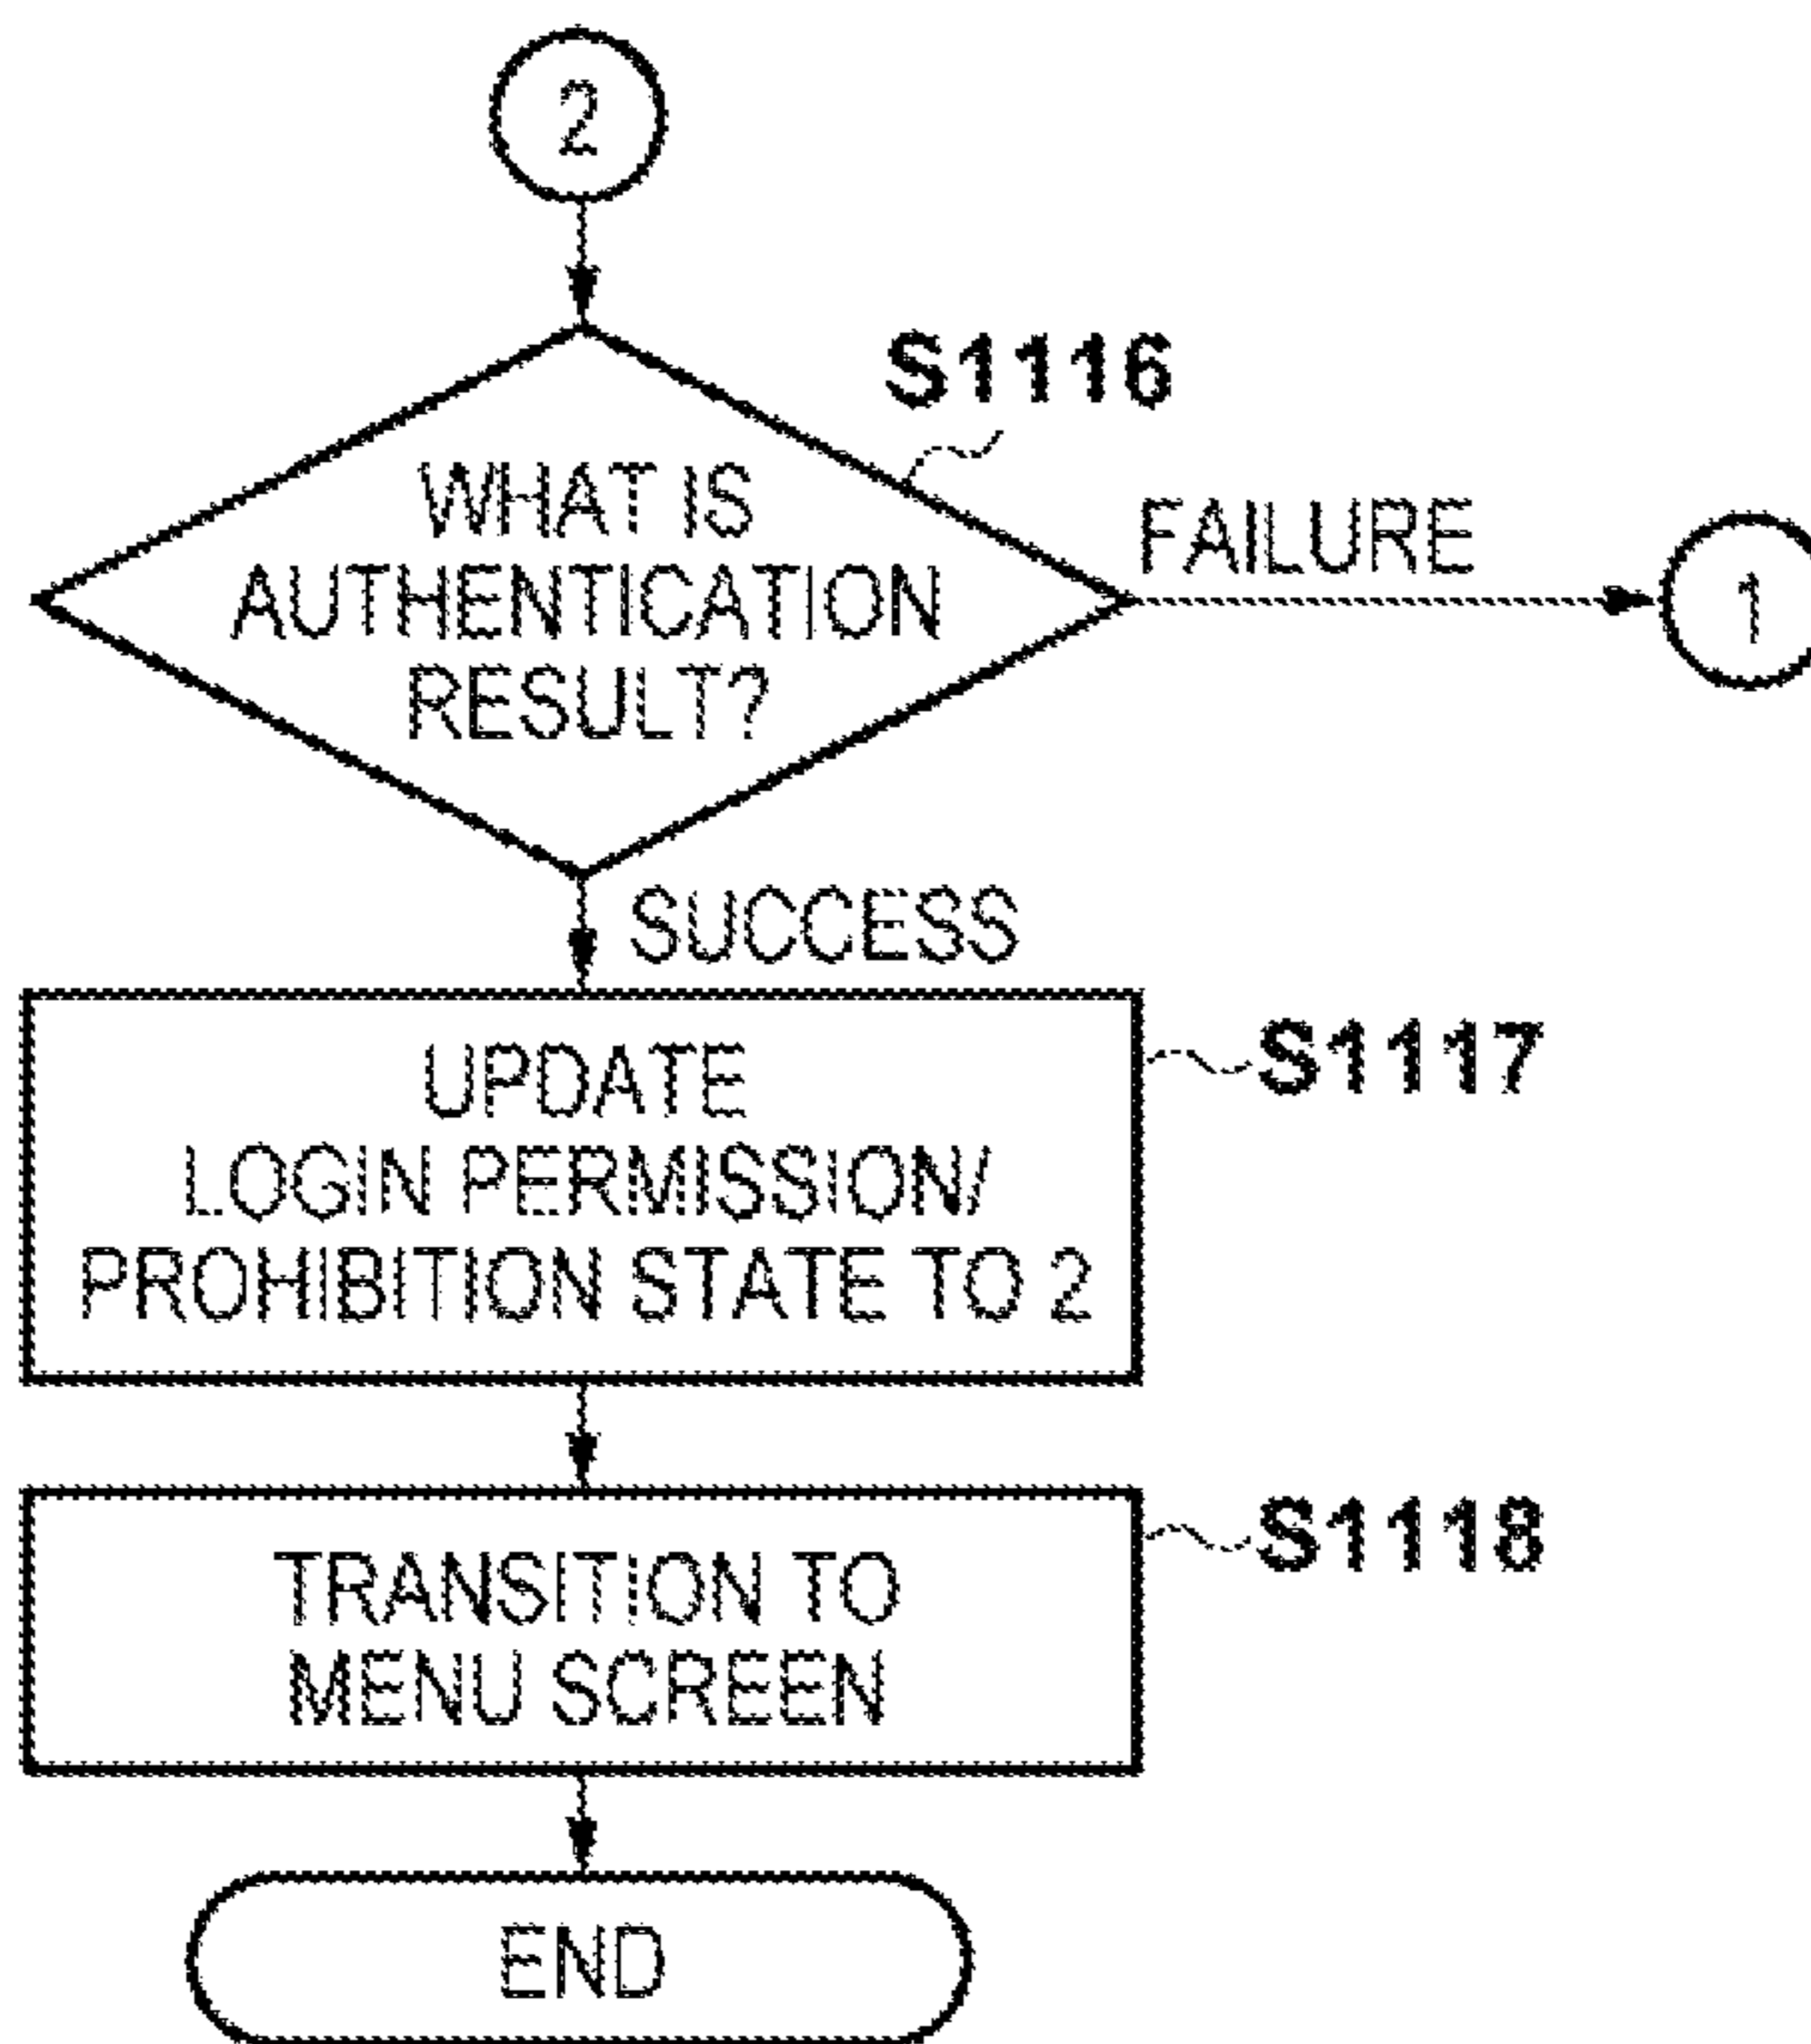 2
S1116
WHAT IS
AUTHENTICATION
RESULT?
FAILURE
1
SUCCESS
UPDATE
LOGIN PERMISSION/
PROHIBITION STATE TO 2
S1117
TRANSITION TO
MENU SCREEN
S1118
END